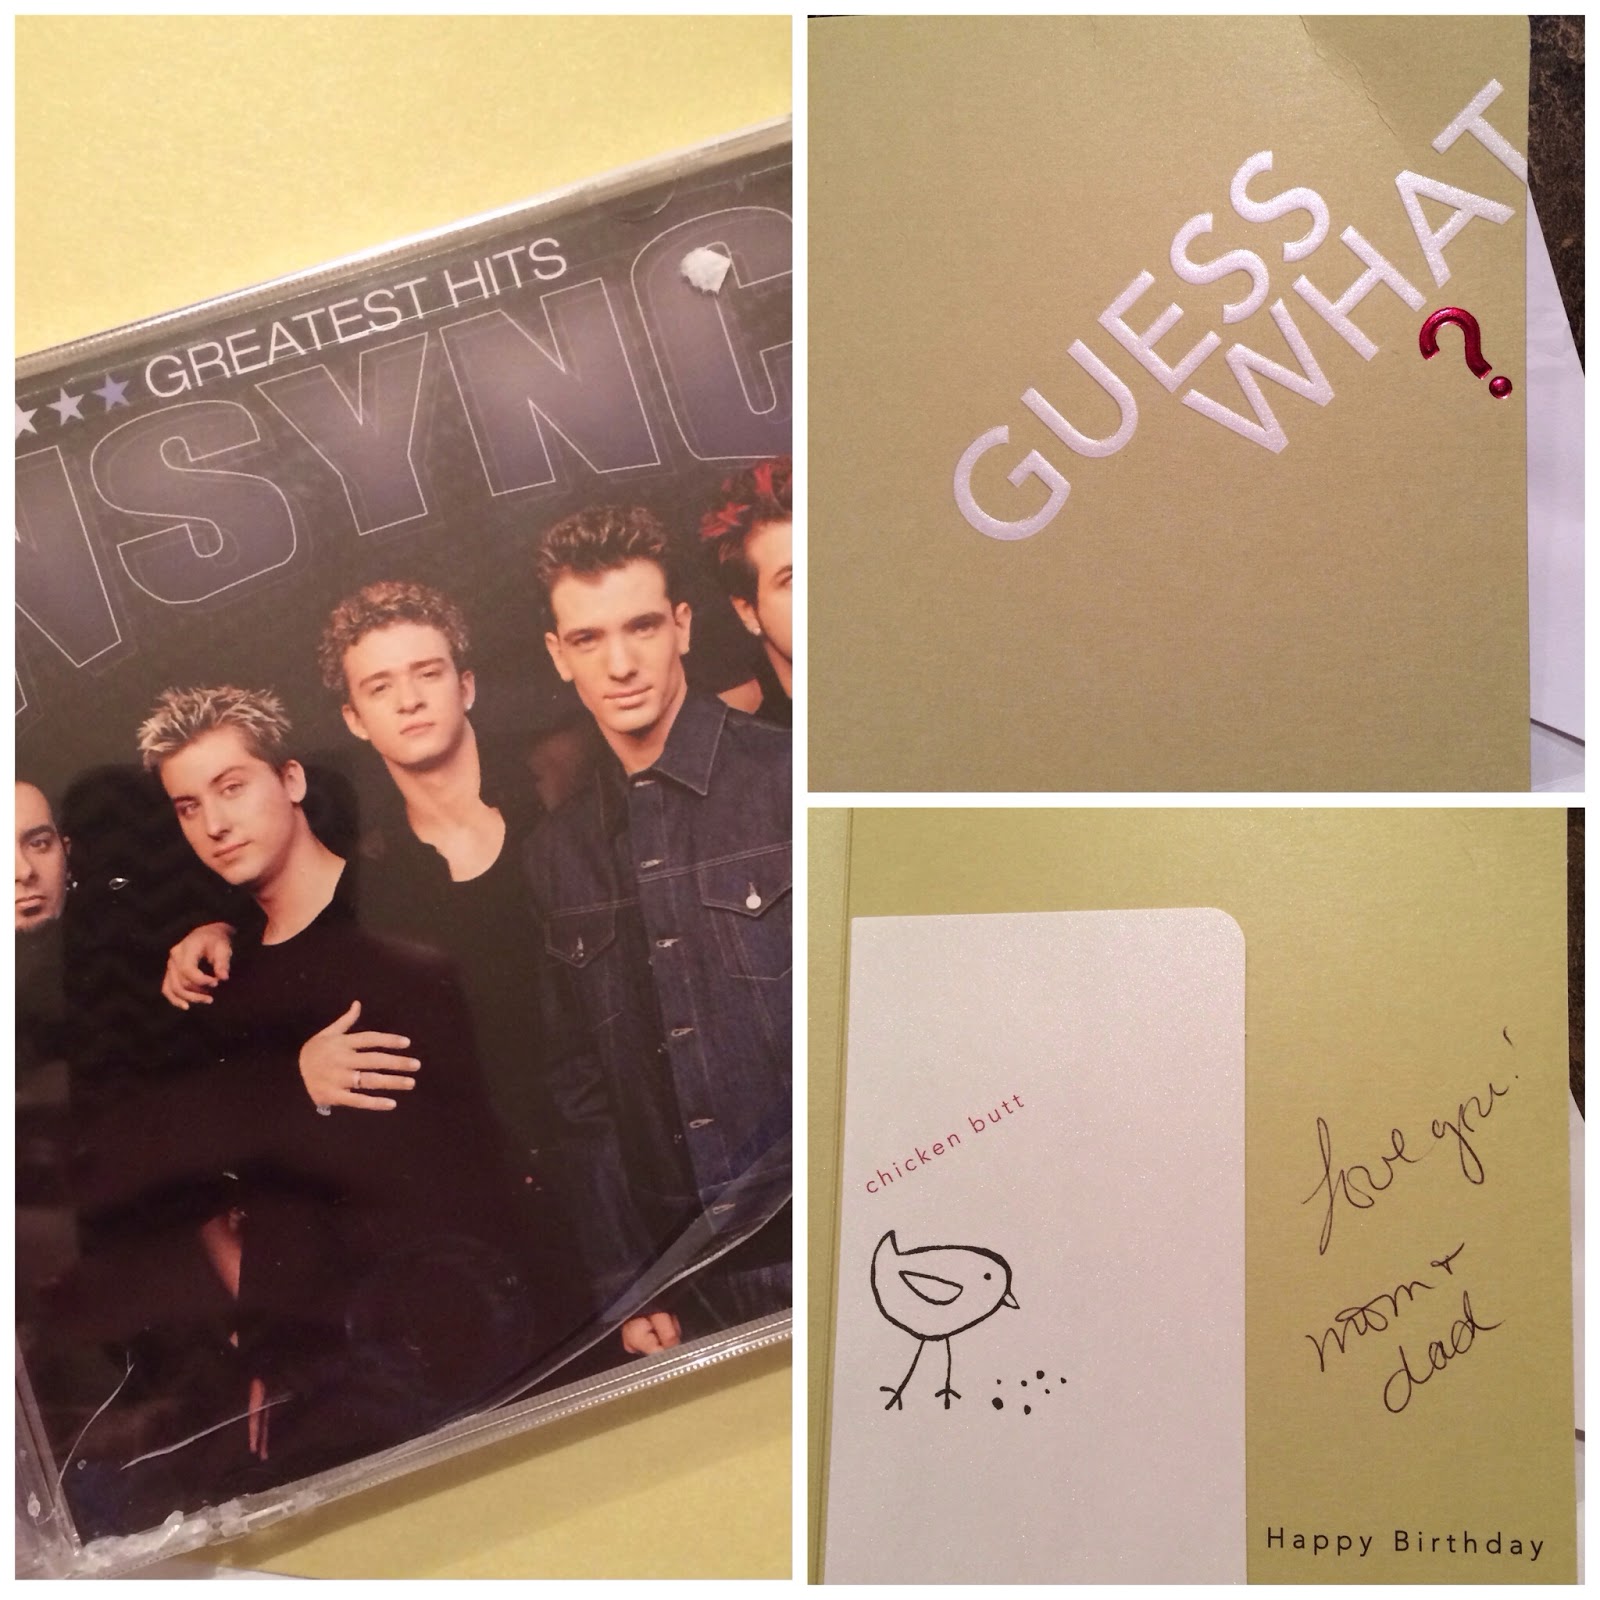 GREATEST HITS
NSYNC
GUESS
WHAT
?
chicken butt
Love you!
mom +
dad
Happy Birthday